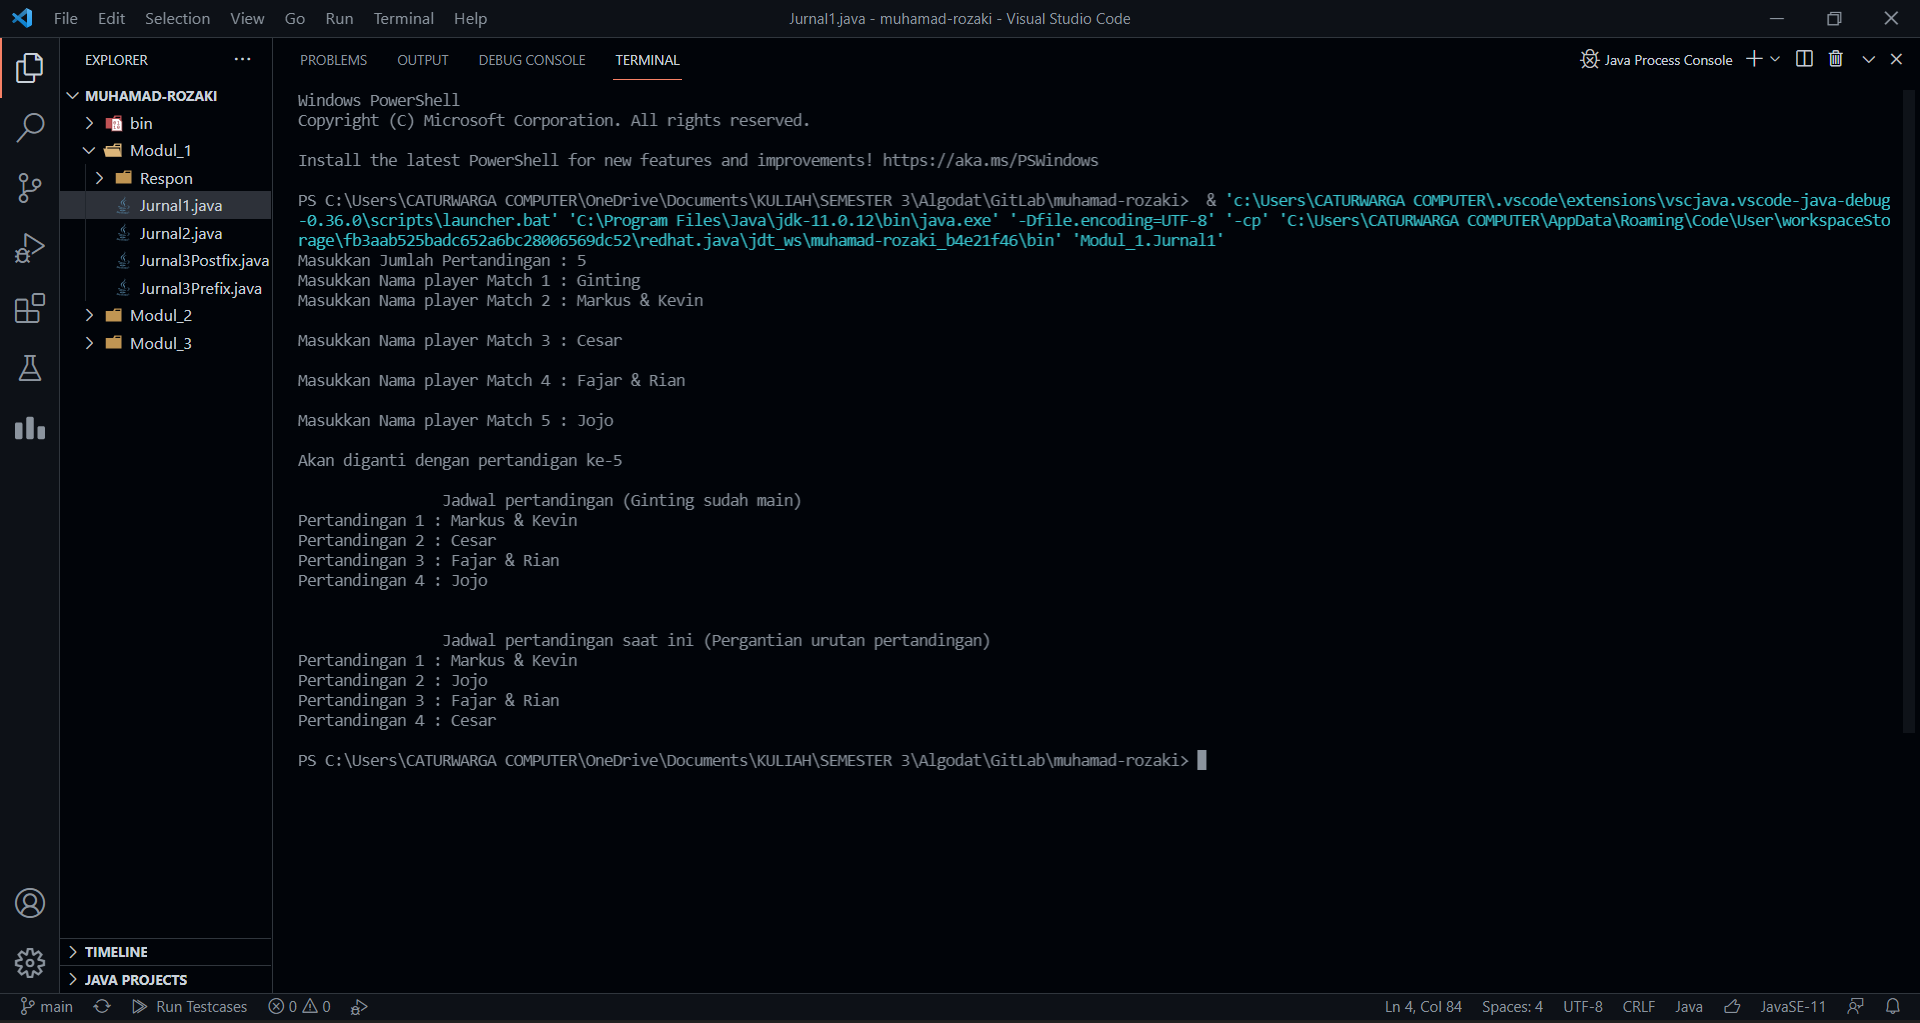 File Edit Selection View Go Run Terminal Help
Jurnal1.java - muhamad-rozaki - Visual Studio Code
EXPLORER
MUHAMAD-ROZAKI
bin
Modul_1
Respon
Jurnal1.java
Jurnal2.java
Jurnal3Postfix.java
Jurnal3Prefix.java
Modul_2
Modul_3
TIMELINE
JAVA PROJECTS
PROBLEMS OUTPUT DEBUG CONSOLE TERMINAL
Java Process Console
Windows PowerShell
Copyright (C) Microsoft Corporation. All rights reserved.
Install the latest PowerShell for new features and improvements! https://aka.ms/PSWindows
PS C:\Users\CATURWARGA COMPUTER\OneDrive\Documents\KULIAH\SEMESTER 3\Algodat\GitLab\muhamad-rozaki>  & 'c:\Users\CATURWARGA COMPUTER\.vscode\extensions\vscjava.vscode-java-debug
-0.36.0\scripts\launcher.bat' 'C:\Program Files\Java\jdk-11.0.12\bin\java.exe' '-Dfile.encoding=UTF-8' '-cp' 'C:\Users\CATURWARGA COMPUTER\AppData\Roaming\Code\User\workspaceSto
rage\fb3aab525badc652a6bc28006569dc52\redhat.java\jdt_ws\muhamad-rozaki_b4e21f46\bin' 'Modul_1.Jurnal1'
Masukkan Jumlah Pertandingan : 5
Masukkan Nama player Match 1 : Ginting
Masukkan Nama player Match 2 : Markus & Kevin
Masukkan Nama player Match 3 : Cesar
Masukkan Nama player Match 4 : Fajar & Rian
Masukkan Nama player Match 5 : Jojo
Akan diganti dengan pertandigan ke-5
Jadwal pertandingan (Ginting sudah main)
Pertandingan 1 : Markus & Kevin
Pertandingan 2 : Cesar
Pertandingan 3 : Fajar & Rian
Pertandingan 4 : Jojo
Jadwal pertandingan saat ini (Pergantian urutan pertandingan)
Pertandingan 1 : Markus & Kevin
Pertandingan 2 : Jojo
Pertandingan 3 : Fajar & Rian
Pertandingan 4 : Cesar
PS C:\Users\CATURWARGA COMPUTER\OneDrive\Documents\KULIAH\SEMESTER 3\Algodat\GitLab\muhamad-rozaki>
main Run Testcases 0 0
Ln 4, Col 84 Spaces: 4 UTF-8 CRLF Java JavaSE-11